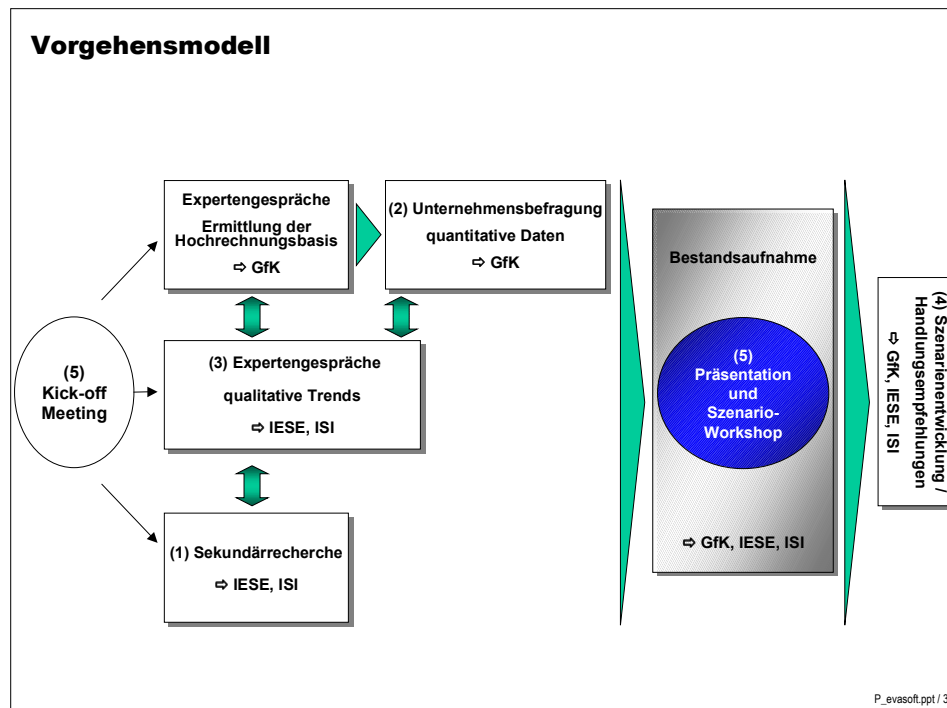 Vorgehensmodell
Expertengespräche
Ermittlung der
Hochrechnungsbasis
⇨ GfK
(2) Unternehmensbefragung
quantitative Daten
⇨ GfK
(5)
Kick-off
Meeting
(3) Expertengespräche
qualitative Trends
⇨ IESE, ISI
(1) Sekundärrecherche
⇨ IESE, ISI
Bestandsaufnahme
(5)
Präsentation
und
Szenario-
Workshop
⇨ GfK, IESE, ISI
(4) Szenarienentwicklung /
Handlungsempfehlungen
⇨ GfK, IESE, ISI
P_evasoft.ppt / 3